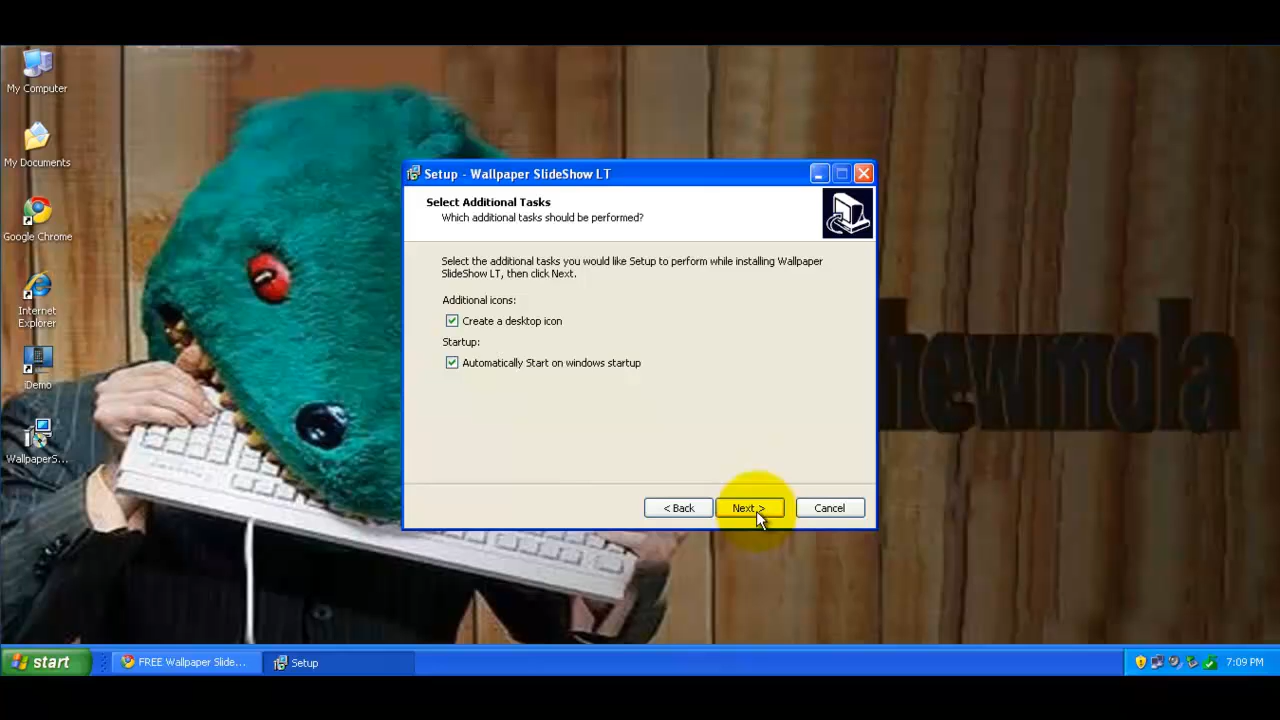 My Computer
My Documents
Google Chrome
Internet
Explorer
iDemo
WallpaperS...
Setup - Wallpaper SlideShow LT
Select Additional Tasks
Which additional tasks should be performed?
Select the additional tasks you would like Setup to perform while installing Wallpaper
SlideShow LT, then click Next.
Additional icons:
Create a desktop icon
Startup:
Automatically Start on windows startup
< Back
Next >
Cancel
hewmola
start
FREE Wallpaper Slide...
Setup
7:09 PM